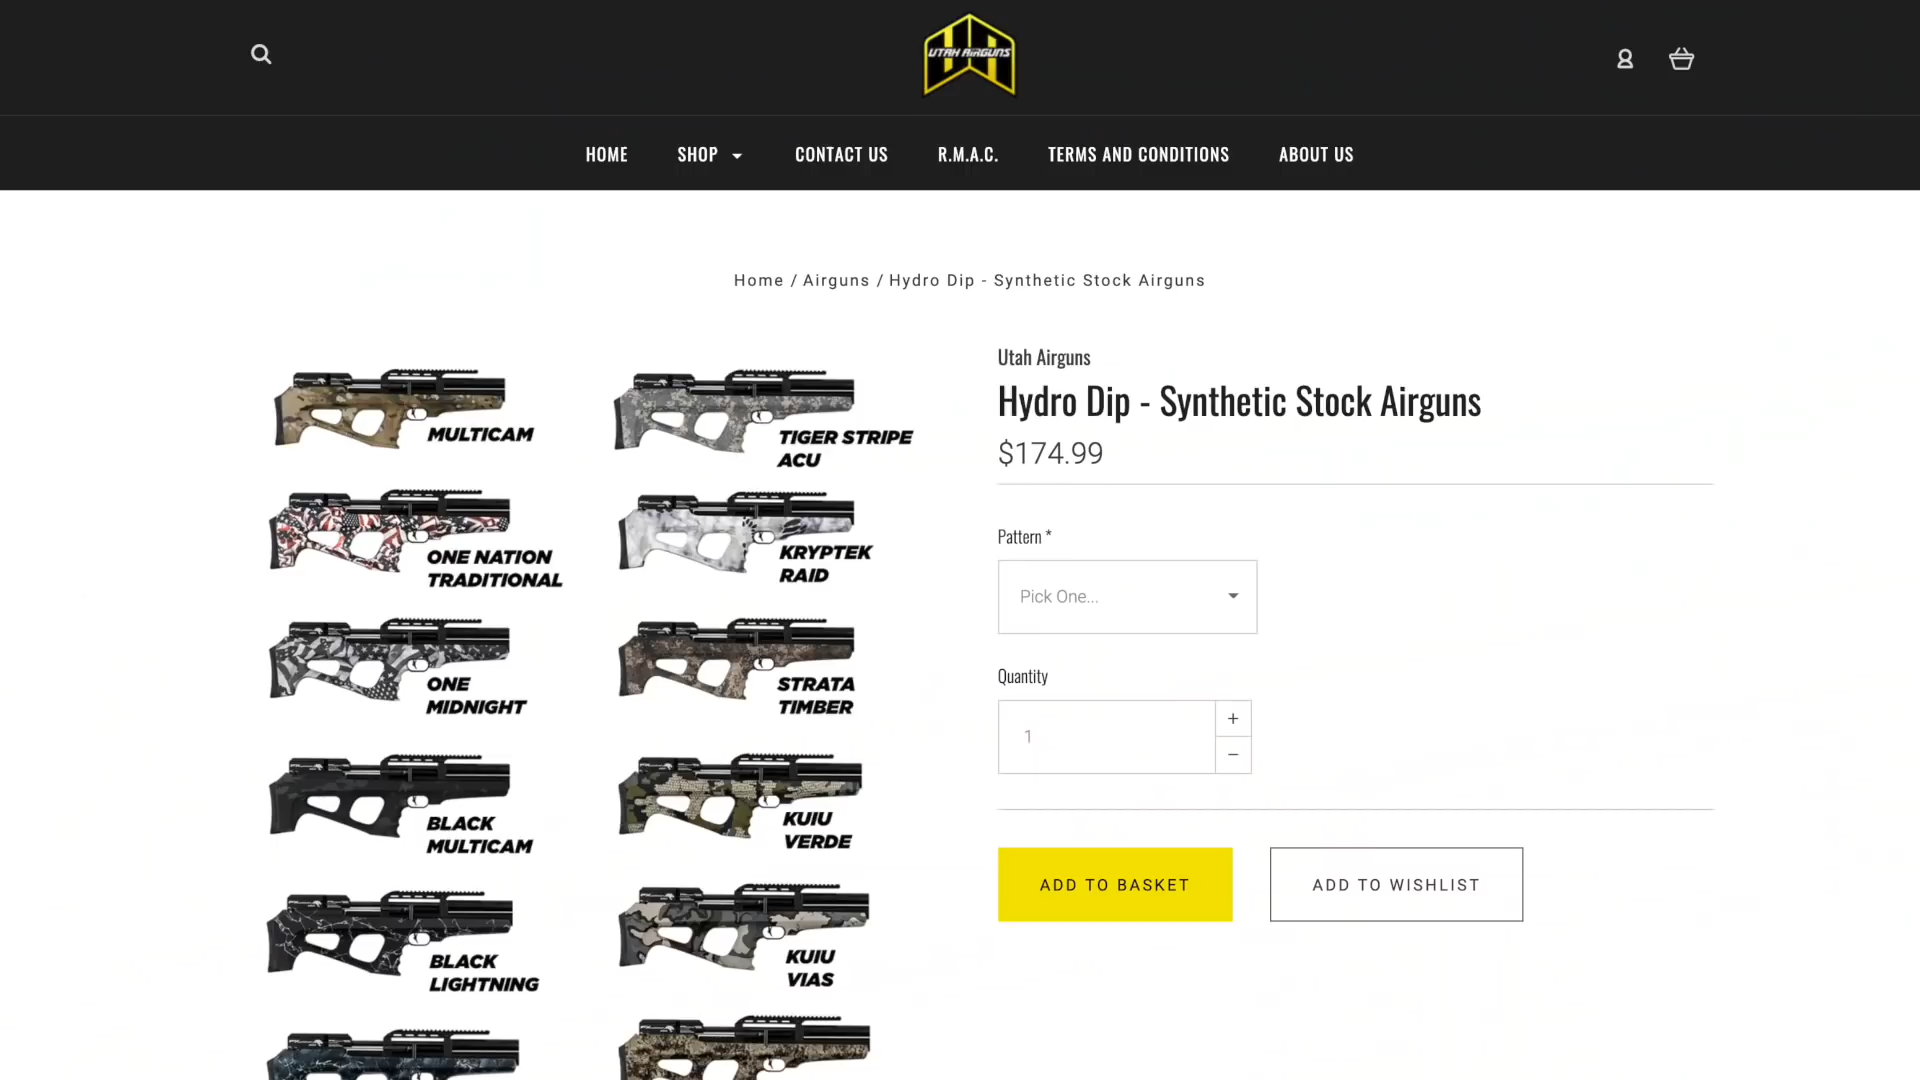 UTAH AIRGUNS
HOME
SHOP
CONTACT US
R.M.A.C.
TERMS AND CONDITIONS
ABOUT US
Home / Airguns / Hydro Dip - Synthetic Stock Airguns
MULTICAM
TIGER STRIPE
ACU
ONE NATION
TRADITIONAL
KRYPTEK
RAID
ONE
MIDNIGHT
STRATA
TIMBER
BLACK
MULTICAM
KUIU
VERDE
BLACK
LIGHTNING
KUIU
VIAS
Utah Airguns
Hydro Dip - Synthetic Stock Airguns
$174.99
Pattern *
Pick One...
Quantity
1
+
−
ADD TO BASKET
ADD TO WISHLIST